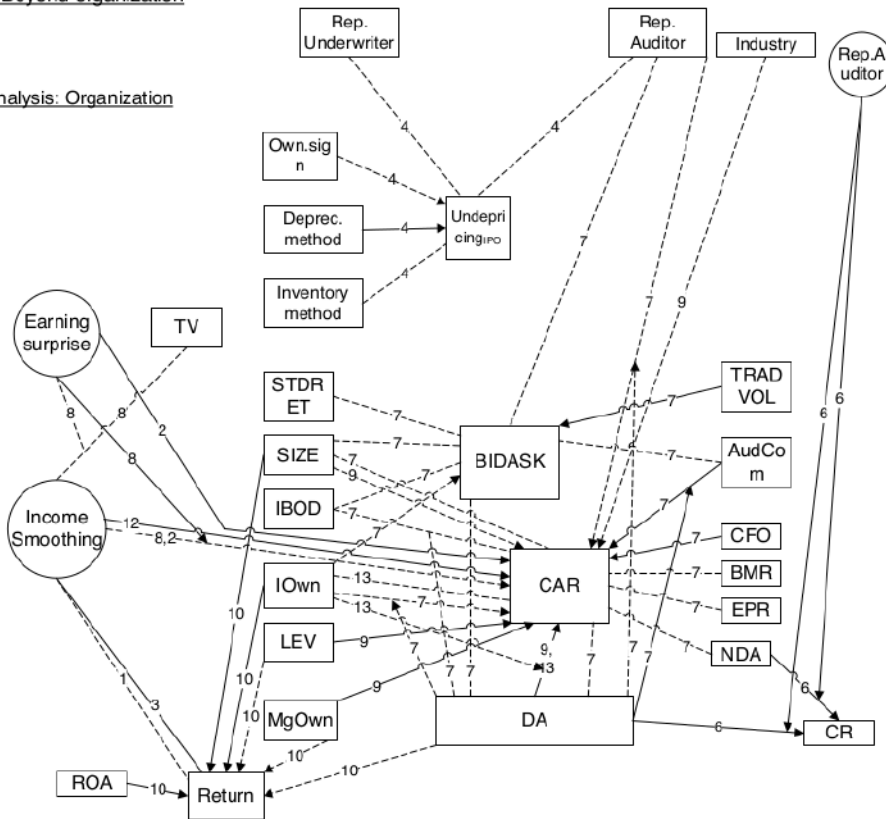 Beyond organization
Rep.
Underwriter
Rep.
Auditor
Industry
Rep.A
uditor
nalysis: Organization
4
4
Own.sig
n
4
Deprec.
method
4
Undepri
cingIPO
Inventory
method
4
7
7
9
Earning
surprise
TV
8
8
2
8
STDR
ET
7
TRAD
VOL
7
6
6
SIZE
7
7
9
BIDASK
7
AudCo
m
IBOD
7
7
7
7
Income
Smoothing
12
8,2
7
CFO
7
IOwn
13
7
13
CAR
BMR
7
EPR
7
10
LEV
9
10
10
9,
13
7
7
7
7
7
7
NDA
6
1
3
MgOwn
9
DA
6
CR
10
10
ROA
10
Return